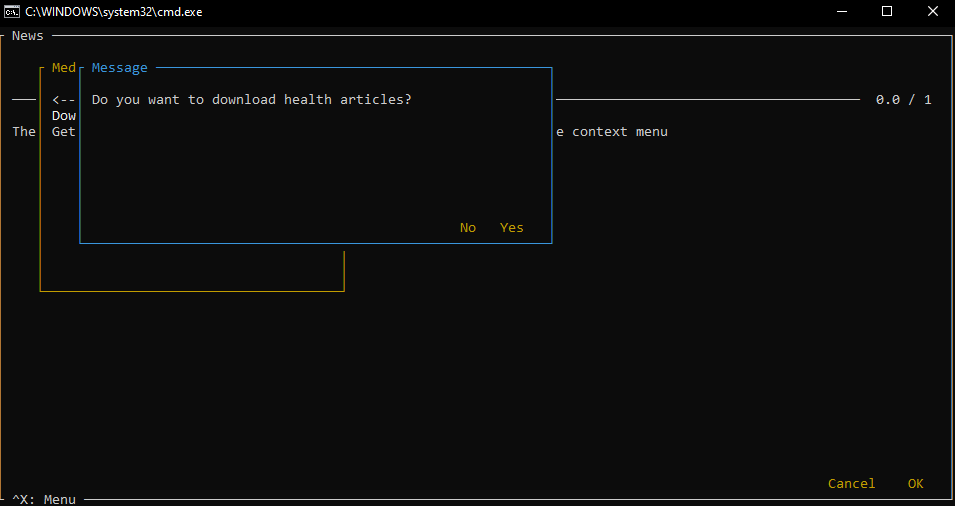 C:\WINDOWS\system32\cmd.exe
News
Med Message
<-- Do you want to download health articles? 0.0 / 1
Dow
The Get e context menu
No Yes
Cancel OK
^X: Menu